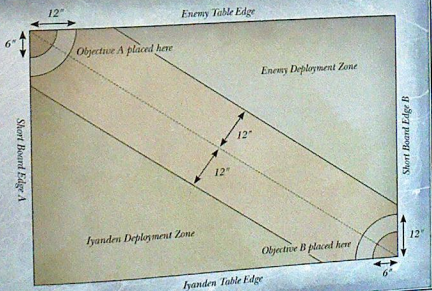 12"
Enemy Table Edge
6"
Objective A placed here
Enemy Deployment Zone
Short Board Edge A
Short Board Edge B
12"
12"
Iyanden Deployment Zone
Objective B placed here
12"
6"
Iyanden Table Edge